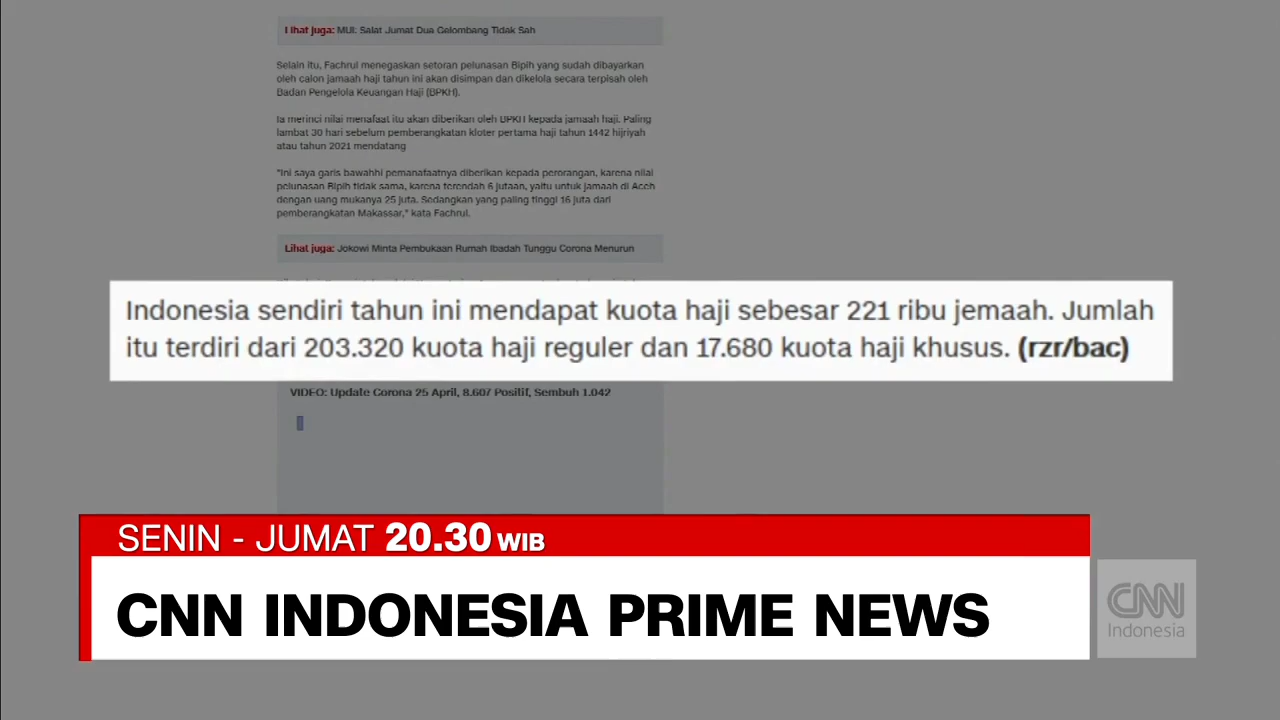 Lihat juga: MUI: Salat Jumat Dua Gelombang Tidak Sah
Selain itu, Fachrul menegaskan setoran pelunasan Bipih yang sudah dibayarkan
oleh calon jamaah haji tahun ini akan disimpan dan dikelola secara terpisah oleh
Badan Pengelola Keuangan Haji (BPKH).
Ia merinci nilai menafaat itu akan diberikan oleh BPKH kepada jamaah haji. Paling
lambat 30 hari sebelum pemberangkatan kloter pertama haji tahun 1442 hijriyah
atau tahun 2021 mendatang
"Ini saya garis bawahhi pemanafaatnya diberikan kepada perorangan, karena nilai
pelunasan Bipih tidak sama, karena terendah 6 jutaan, yaitu untuk jamaah di Aceh
dengan uang mukanya 25 juta. Sedangkan yang paling tinggi 16 juta dari
pemberangkatan Makassar," kata Fachrul.
Lihat juga: Jokowi Minta Pembukaan Rumah Ibadah Tunggu Corona Menurun
Indonesia sendiri tahun ini mendapat kuota haji sebesar 221 ribu jemaah. Jumlah
itu terdiri dari 203.320 kuota haji reguler dan 17.680 kuota haji khusus. (rzr/bac)
VIDEO: Update Corona 25 April, 8.607 Positif, Sembuh 1.042
SENIN - JUMAT 20.30 WIB
CNN INDONESIA PRIME NEWS
CNN
Indonesia